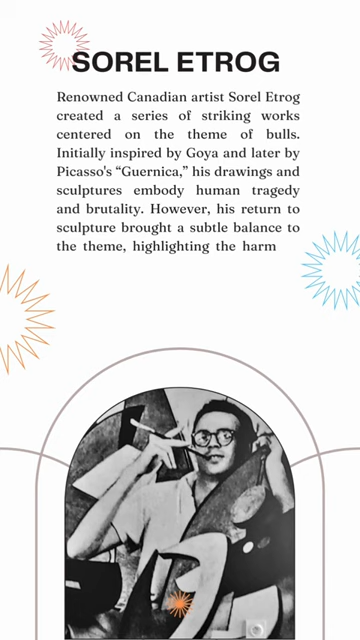 SOREL ETROG
Renowned Canadian artist Sorel Etrog
created a series of striking works
centered on the theme of bulls.
Initially inspired by Goya and later by
Picasso's “Guernica,” his drawings and
sculptures embody human tragedy
and brutality. However, his return to
sculpture brought a subtle balance to
the theme, highlighting the harm